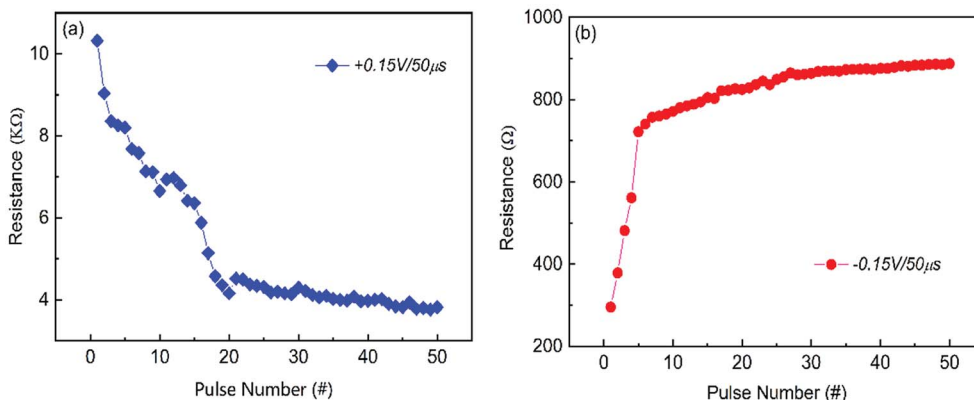 (a)
+0.15V/50μs
10
8
6
4
0
10
20
30
40
50
Resistance (KΩ)
Pulse Number (#)
(b)
-0.15V/50μs
1000
800
600
400
200
0
10
20
30
40
50
Resistance (Ω)
Pulse Number (#)